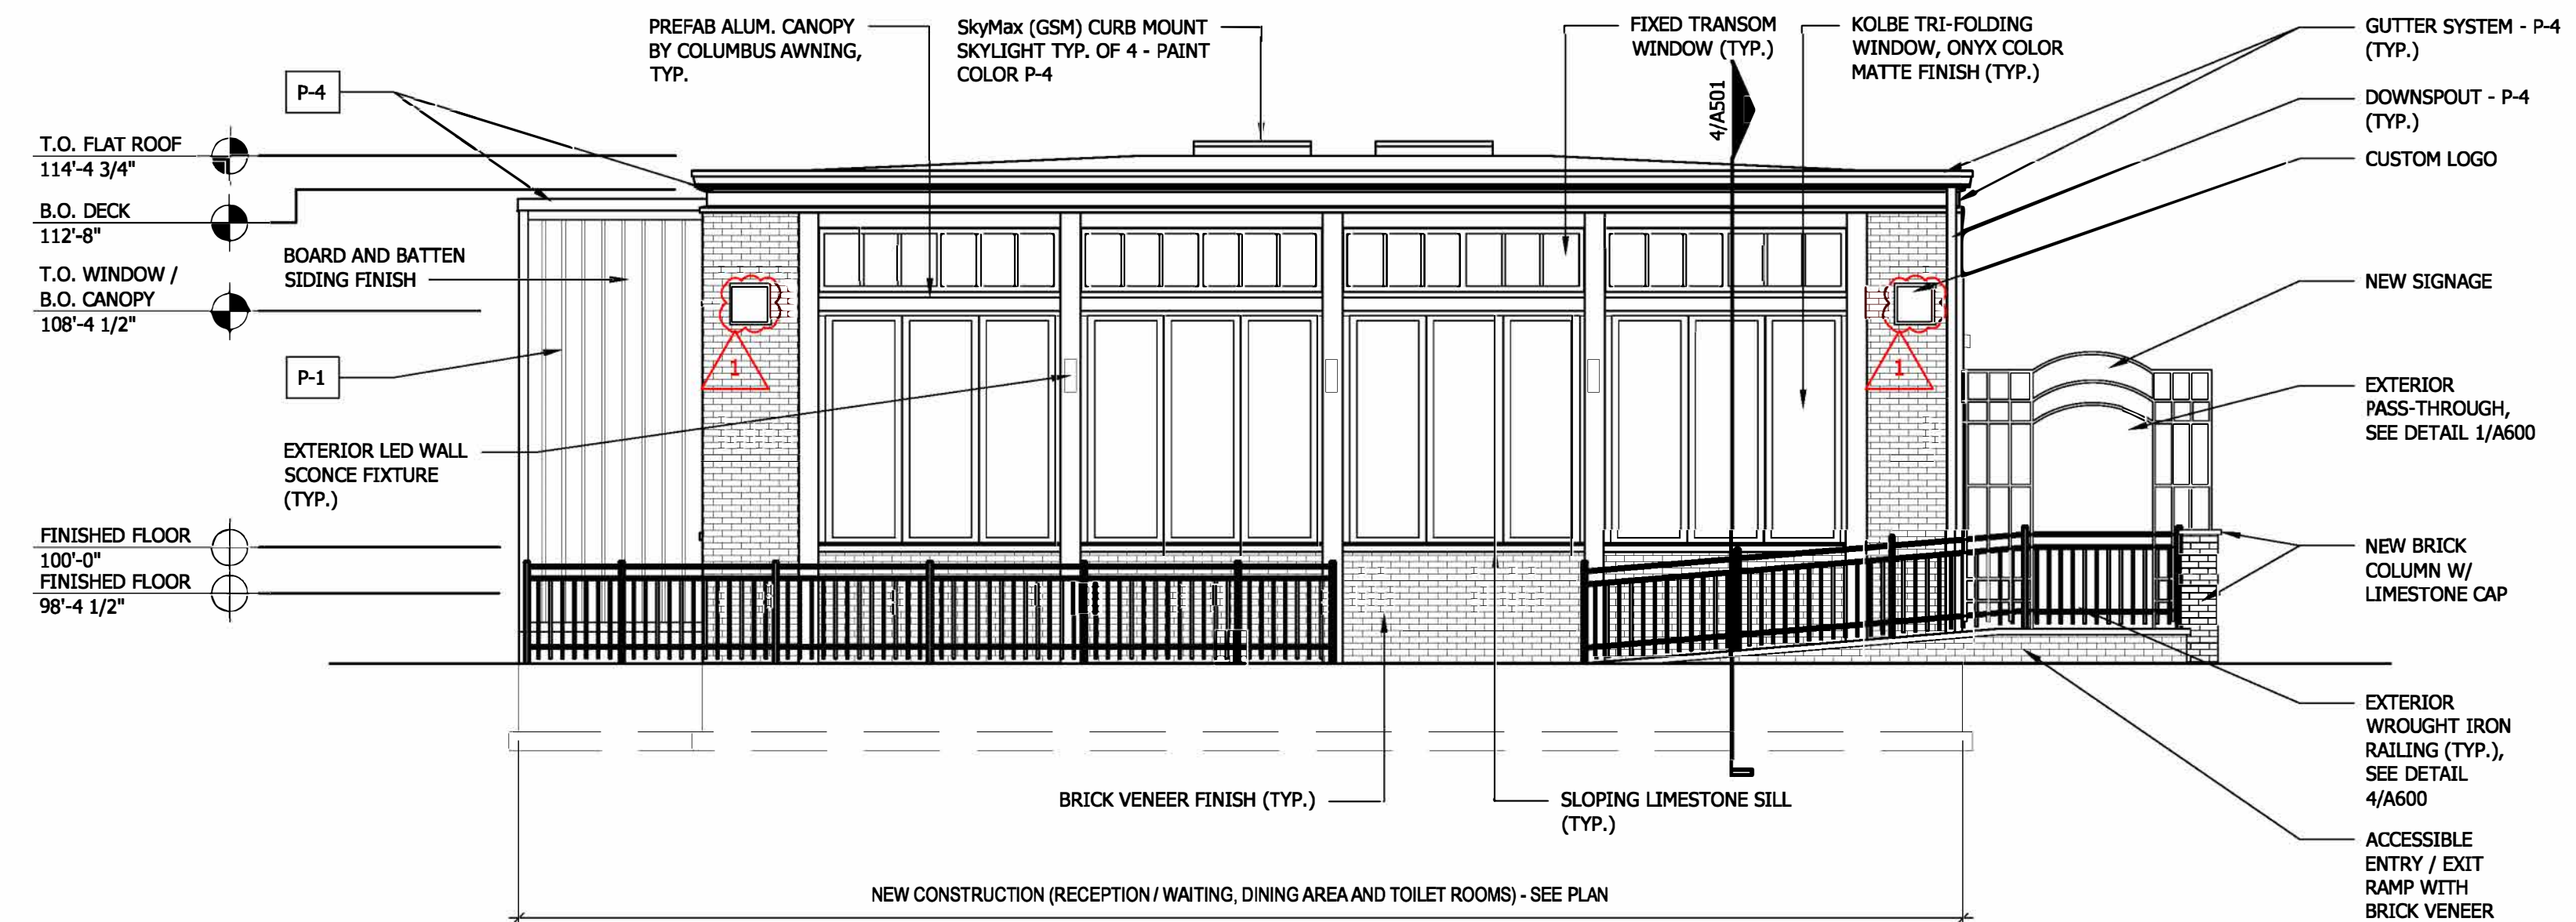 PREFAB ALUM. CANOPY
BY COLUMBUS AWNING,
TYP.
SkyMax (GSM) CURB MOUNT
SKYLIGHT TYP. OF 4 - PAINT
COLOR P-4
FIXED TRANSOM
WINDOW (TYP.)
KOLBE TRI-FOLDING
WINDOW, ONYX COLOR
MATTE FINISH (TYP.)
GUTTER SYSTEM - P-4
(TYP.)
DOWNSPOUT - P-4
(TYP.)
CUSTOM LOGO
NEW SIGNAGE
EXTERIOR
PASS-THROUGH,
SEE DETAIL 1/A600
NEW BRICK
COLUMN W/
LIMESTONE CAP
EXTERIOR
WROUGHT IRON
RAILING (TYP.),
SEE DETAIL
4/A600
ACCESSIBLE
ENTRY / EXIT
RAMP WITH
BRICK VENEER
4/A501
P-4
T.O. FLAT ROOF
114'-4 3/4"
B.O. DECK
112'-8"
T.O. WINDOW /
B.O. CANOPY
108'-4 1/2"
BOARD AND BATTEN
SIDING FINISH
P-1
1
1
EXTERIOR LED WALL
SCONCE FIXTURE
(TYP.)
FINISHED FLOOR
100'-0"
FINISHED FLOOR
98'-4 1/2"
BRICK VENEER FINISH (TYP.)
SLOPING LIMESTONE SILL
(TYP.)
NEW CONSTRUCTION (RECEPTION / WAITING, DINING AREA AND TOILET ROOMS) - SEE PLAN